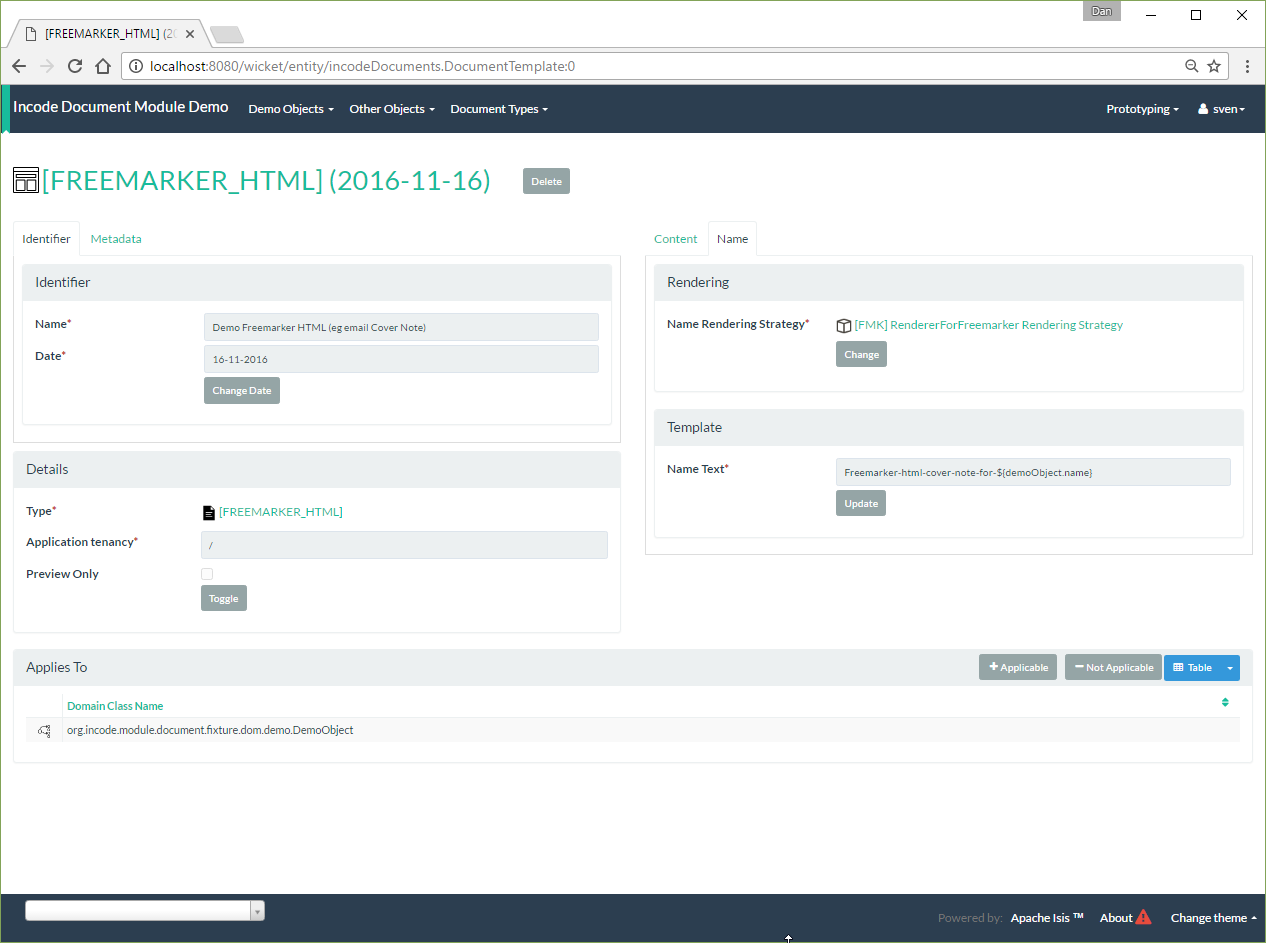 Dan
[FREEMARKER_HTML] (20
localhost:8080/wicket/entity/incodeDocuments.DocumentTemplate:0
Incode Document Module Demo Demo Objects Other Objects Document Types Prototyping sven
[FREEMARKER_HTML] (2016-11-16) Delete
Identifier Metadata
Identifier
Name* Demo Freemarker HTML (eg email Cover Note)
Date* 16-11-2016
Change Date
Details
Type* [FREEMARKER_HTML]
Application tenancy* /
Preview Only
Toggle
Content Name
Rendering
Name Rendering Strategy* [FMK] RendererForFreemarker Rendering Strategy
Change
Template
Name Text* Freemarker-html-cover-note-for-${demoObject.name}
Update
Applies To + Applicable − Not Applicable Table
Domain Class Name
org.incode.module.document.fixture.dom.demo.DemoObject
Powered by: Apache Isis ™ About Change theme